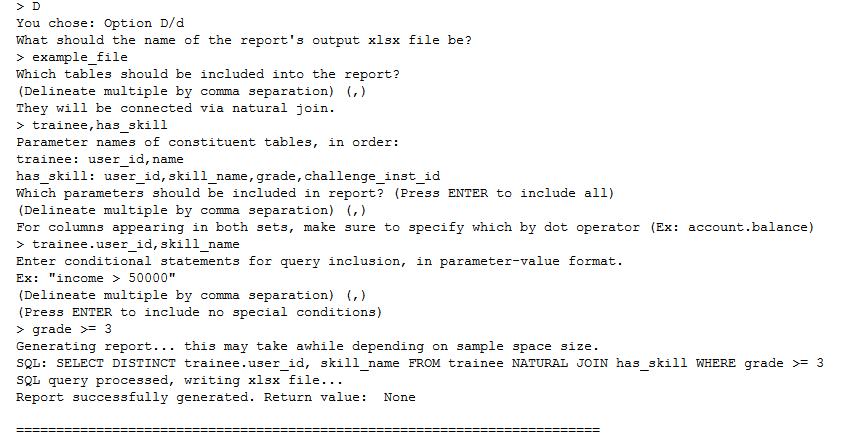 > D
You chose: Option D/d
What should the name of the report's output xlsx file be?
> example_file
Which tables should be included into the report?
(Delineate multiple by comma separation) (,)
They will be connected via natural join.
> trainee,has_skill
Parameter names of constituent tables, in order:
trainee: user_id,name
has_skill: user_id,skill_name,grade,challenge_inst_id
Which parameters should be included in report? (Press ENTER to include all)
(Delineate multiple by comma separation) (,)
For columns appearing in both sets, make sure to specify which by dot operator (Ex: account.balance)
> trainee.user_id,skill_name
Enter conditional statements for query inclusion, in parameter-value format.
Ex: "income > 50000"
(Delineate multiple by comma separation) (,)
(Press ENTER to include no special conditions)
> grade >= 3
Generating report... this may take awhile depending on sample space size.
SQL: SELECT DISTINCT trainee.user_id, skill_name FROM trainee NATURAL JOIN has_skill WHERE grade >= 3
SQL query processed, writing xlsx file...
Report successfully generated. Return value:  None
=========================================================================